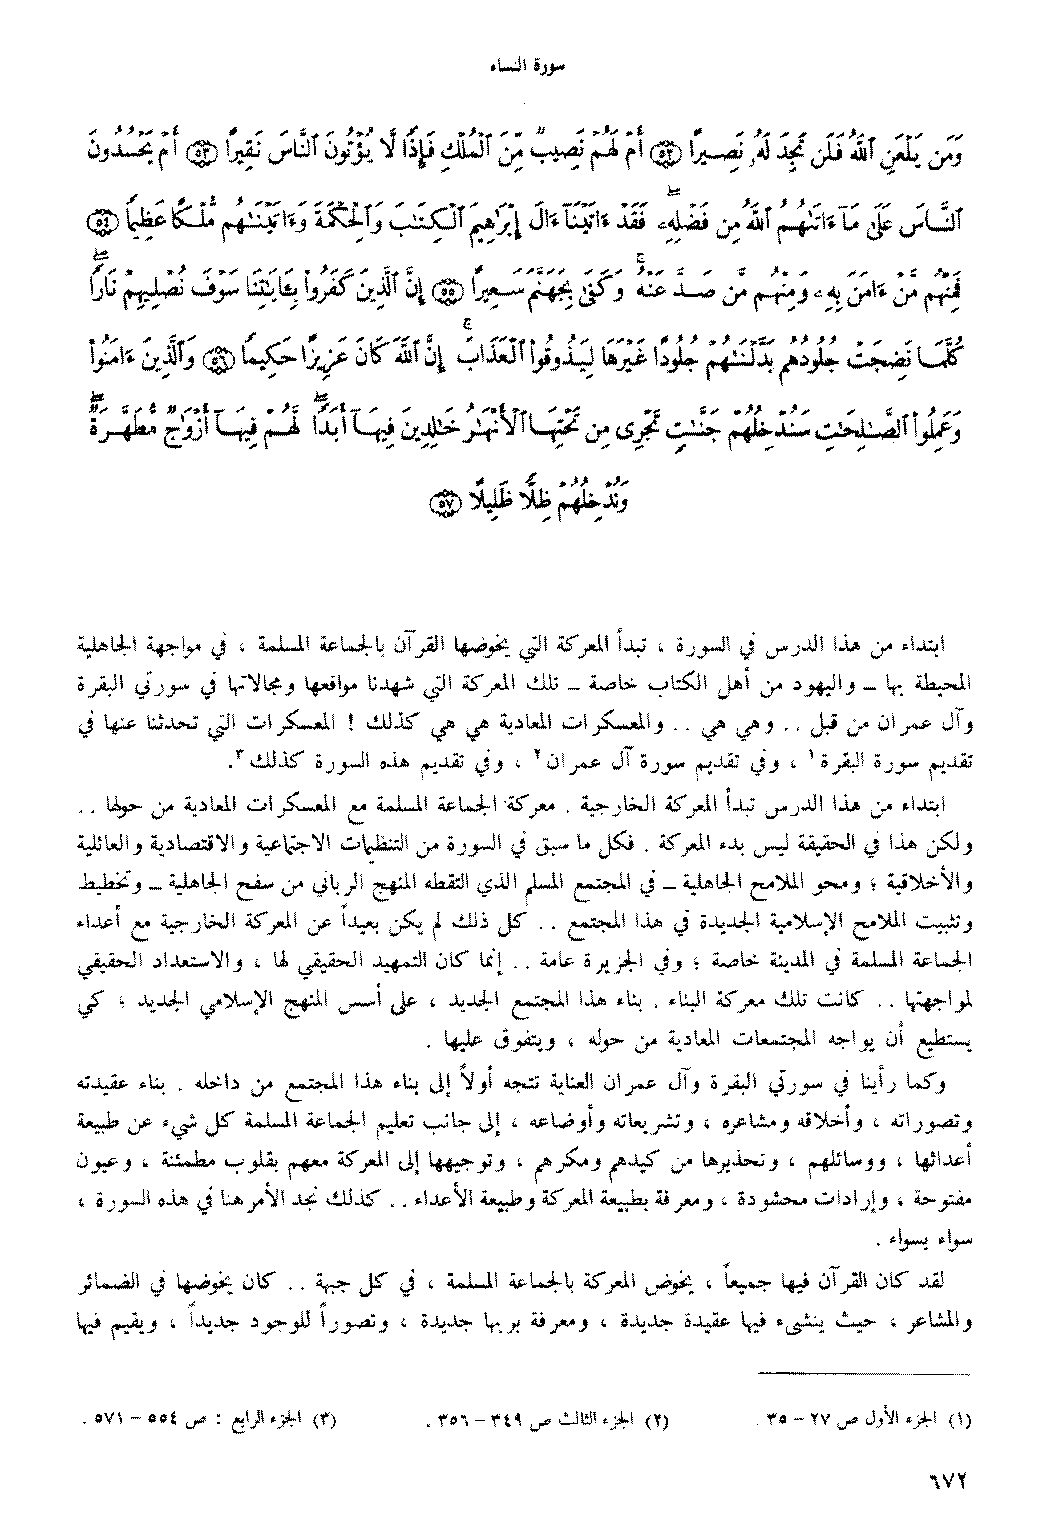 سورة النساء
وَمَن يَلْعَنِ ٱللَّهُ فَلَن تَجِدَ لَهُۥ نَصِيرًا ﴿٥٢﴾ أَمْ لَهُمْ نَصِيبٌ مِّنَ ٱلْمُلْكِ فَإِذًا لَّا يُؤْتُونَ ٱلنَّاسَ نَقِيرًا ﴿٥٣﴾ أَمْ يَحْسُدُونَ
ٱلنَّاسَ عَلَىٰ مَآ ءَاتَىٰهُمُ ٱللَّهُ مِن فَضْلِهِۦ ۖ فَقَدْ ءَاتَيْنَآ ءَالَ إِبْرَٰهِيمَ ٱلْكِتَٰبَ وَٱلْحِكْمَةَ وَءَاتَيْنَٰهُم مُّلْكًا عَظِيمًا ﴿٥٤﴾
فَمِنْهُم مَّنْ ءَامَنَ بِهِۦ وَمِنْهُم مَّن صَدَّ عَنْهُ ۚ وَكَفَىٰ بِجَهَنَّمَ سَعِيرًا ﴿٥٥﴾ إِنَّ ٱلَّذِينَ كَفَرُوا۟ بِـَٔايَٰتِنَا سَوْفَ نُصْلِيهِمْ نَارًا ۖ
كُلَّمَا نَضِجَتْ جُلُودُهُم بَدَّلْنَٰهُمْ جُلُودًا غَيْرَهَا لِيَذُوقُوا۟ ٱلْعَذَابَ ۚ إِنَّ ٱللَّهَ كَانَ عَزِيزًا حَكِيمًا ﴿٥٦﴾ وَٱلَّذِينَ ءَامَنُوا۟
وَعَمِلُوا۟ ٱلصَّٰلِحَٰتِ سَنُدْخِلُهُمْ جَنَّٰتٍ تَجْرِى مِن تَحْتِهَا ٱلْأَنْهَٰرُ خَٰلِدِينَ فِيهَآ أَبَدًا ۖ لَّهُمْ فِيهَآ أَزْوَٰجٌ مُّطَهَّرَةٌ ۖ
وَنُدْخِلُهُمْ ظِلًّا ظَلِيلًا ﴿٥٧﴾
ابتداء من هذا الدرس في السورة ، تبدأ المعركة التي يخوضها القرآن بالجماعة المسلمة ، في مواجهة الجاهلية
المحيطة بها – واليهود من أهل الكتاب خاصة – تلك المعركة التي شهدنا مواقعها ومجالاتها في سورتي البقرة
وآل عمران من قبل .. وهي هي .. والمعسكرات المعادية هي هي كذلك ! المعسكرات التي تحدثنا عنها في
تقديم سورة البقرة ١ ، وفي تقديم سورة آل عمران ٢ ، وفي تقديم هذه السورة كذلك ٣.
ابتداء من هذا الدرس تبدأ المعركة الخارجية . معركة الجماعة المسلمة مع المعسكرات المعادية من حولها ..
ولكن هذا في الحقيقة ليس بدء المعركة . فكل ما سبق في السورة من التنظيمات الاجتماعية والاقتصادية والعائلية
والأخلاقية ؛ ومحو الملامح الجاهلية – في المجتمع المسلم الذي التقطه المنهج الرباني من سفح الجاهلية – وتخطيط
وتثبيت الملامح الإسلامية الجديدة في هذا المجتمع .. كل ذلك لم يكن بعيداً عن المعركة الخارجية مع أعداء
الجماعة المسلمة في المدينة خاصة ؛ وفي الجزيرة عامة .. إنما كان التمهيد الحقيقي لها ، والاستعداد الحقيقي
لمواجهتها .. كانت تلك معركة البناء . بناء هذا المجتمع الجديد ، على أسس المنهج الإسلامي الجديد ؛ كي
يستطيع أن يواجه المجتمعات المعادية من حوله ، ويتفوق عليها .
وكما رأينا في سورتي البقرة وآل عمران العناية تتجه أولاً إلى بناء هذا المجتمع من داخله . بناء عقيدته
وتصوراته ، وأخلاقه ومشاعره ، وتشريعاته وأوضاعه ، إلى جانب تعليم الجماعة المسلمة كل شيء عن طبيعة
أعدائها ، ووسائلهم ، وتحذيرها من كيدهم ومكرهم ، وتوجيهها إلى المعركة معهم بقلوب مطمئنة ، وعيون
مفتوحة ، وإرادات محشودة ، ومعرفة بطبيعة المعركة وطبيعة الأعداء .. كذلك نجد الأمر هنا في هذه السورة ،
سواء بسواء .
لقد كان القرآن فيها جميعاً ، يخوض المعركة بالجماعة المسلمة ، في كل جبهة .. كان يخوضها في الضمائر
والمشاعر ، حيث ينشىء فيها عقيدة جديدة ، ومعرفة بربها جديدة ، وتصوراً للوجود جديداً ، ويقيم فيها
(١) الجزء الأول ص ٢٧ – ٣٥ . (٢) الجزء الثالث ص ٣٤٩ – ٣٥٦ . (٣) الجزء الرابع : ص ٥٥٤ – ٥٧١ .
٦٧٢